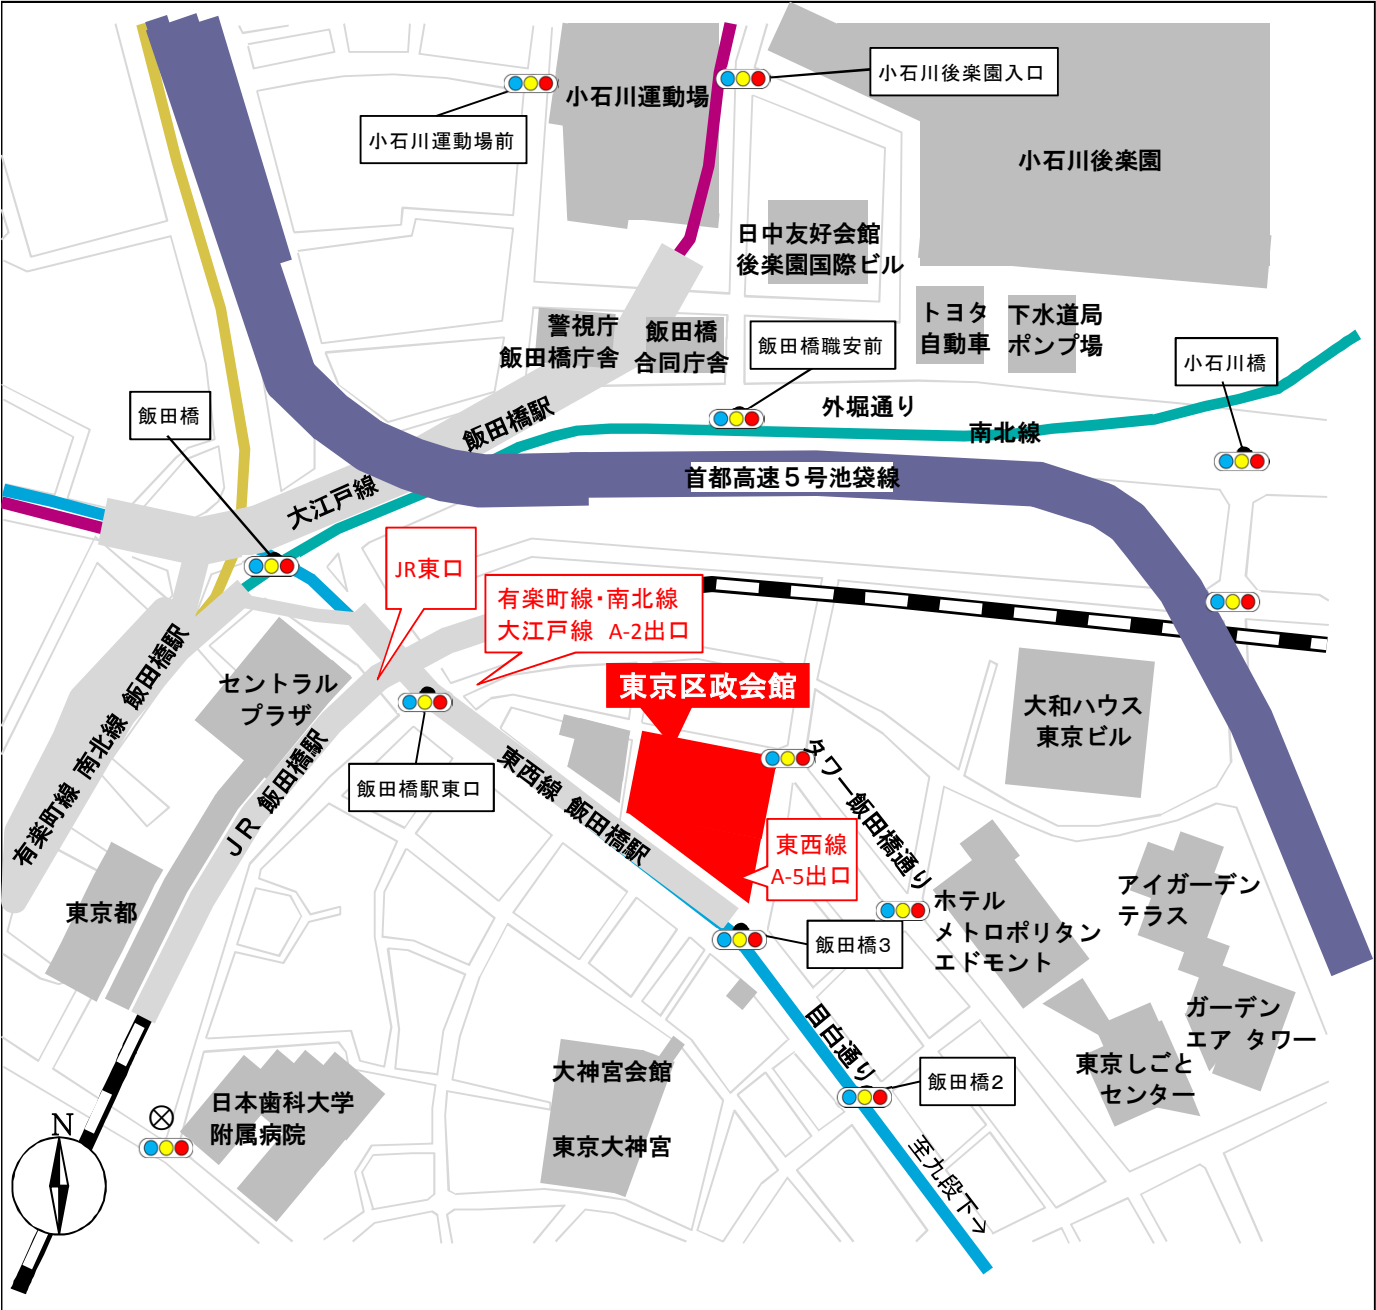 小石川後楽園入口
小石川運動場
小石川運動場前
小石川後楽園
日中友好会館
後楽園国際ビル
警視庁
飯田橋庁舎
飯田橋
合同庁舎
トヨタ
自動車
下水道局
ポンプ場
飯田橋職安前
小石川橋
飯田橋
外堀通り
南北線
飯田橋駅
大江戸線
首都高速5号池袋線
JR東口
有楽町線・南北線
大江戸線 A-2出口
東京区政会館
セントラル
プラザ
有楽町線 南北線 飯田橋駅
JR 飯田橋駅
飯田橋駅東口
東西線 飯田橋駅
タワー飯田橋通り
大和ハウス
東京ビル
東西線
A-5出口
東京都
ホテル
メトロポリタン
エドモント
アイガーデン
テラス
飯田橋3
ガーデン
エア タワー
目白通り
東京しごと
センター
飯田橋2
大神宮会館
東京大神宮
日本歯科大学
附属病院
至九段下→
N